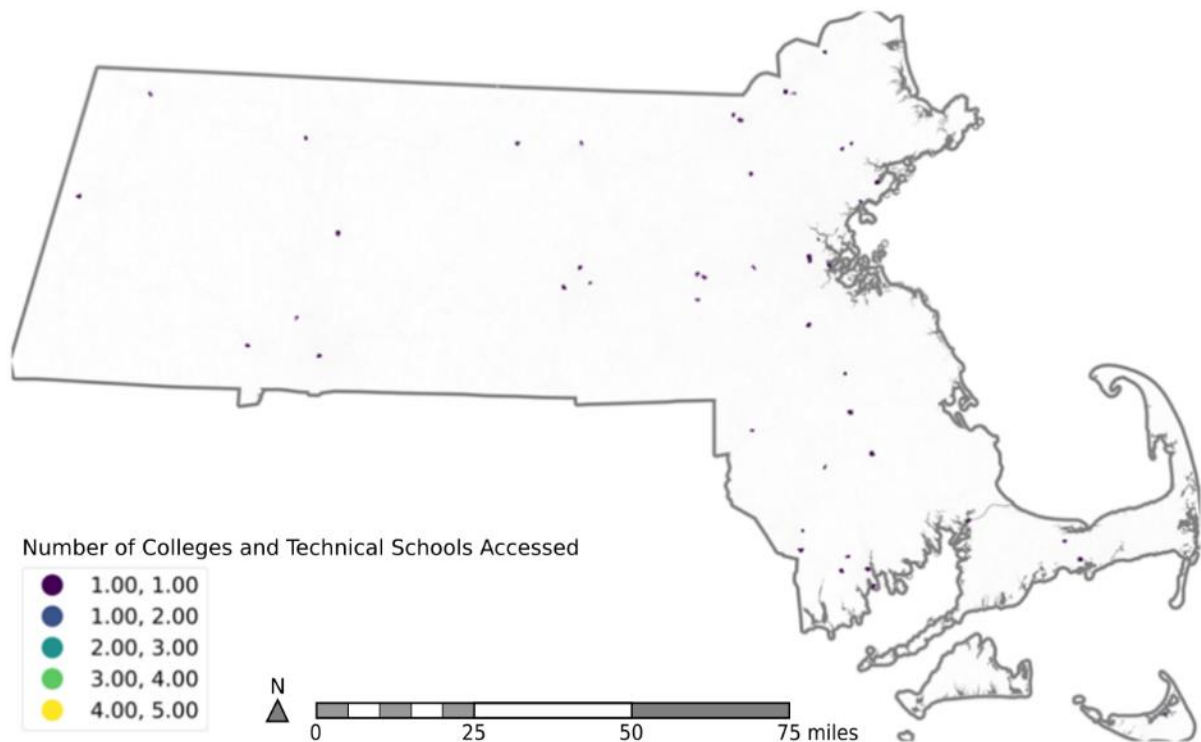 Number of Colleges and Technical Schools Accessed
1.00, 1.00
1.00, 2.00
2.00, 3.00
3.00, 4.00
4.00, 5.00
N
0 25 50 75 miles